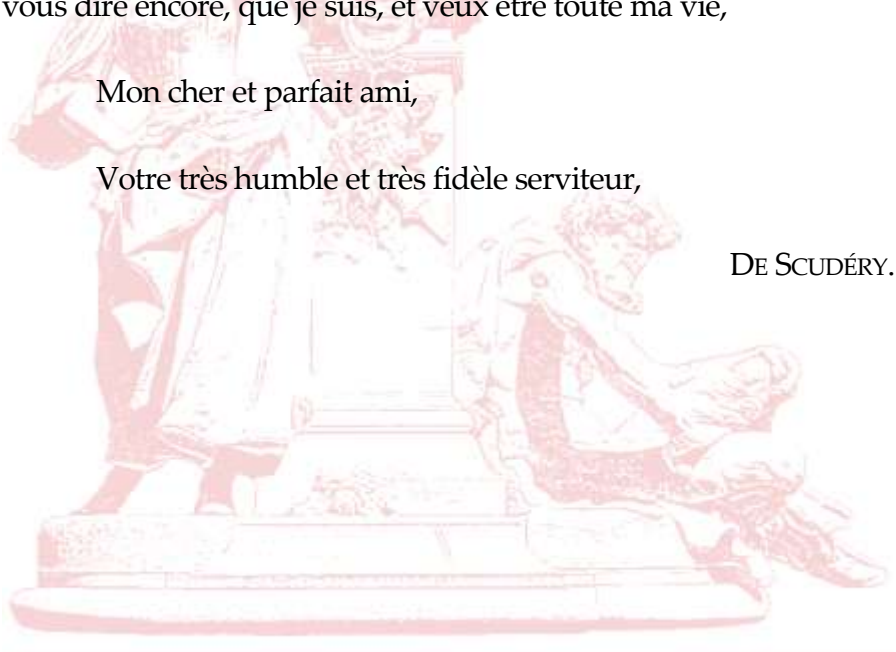 vous dire encore, que je suis, et veux être toute ma vie,
Mon cher et parfait ami,
Votre très humble et très fidèle serviteur,
DE SCUDÉRY.